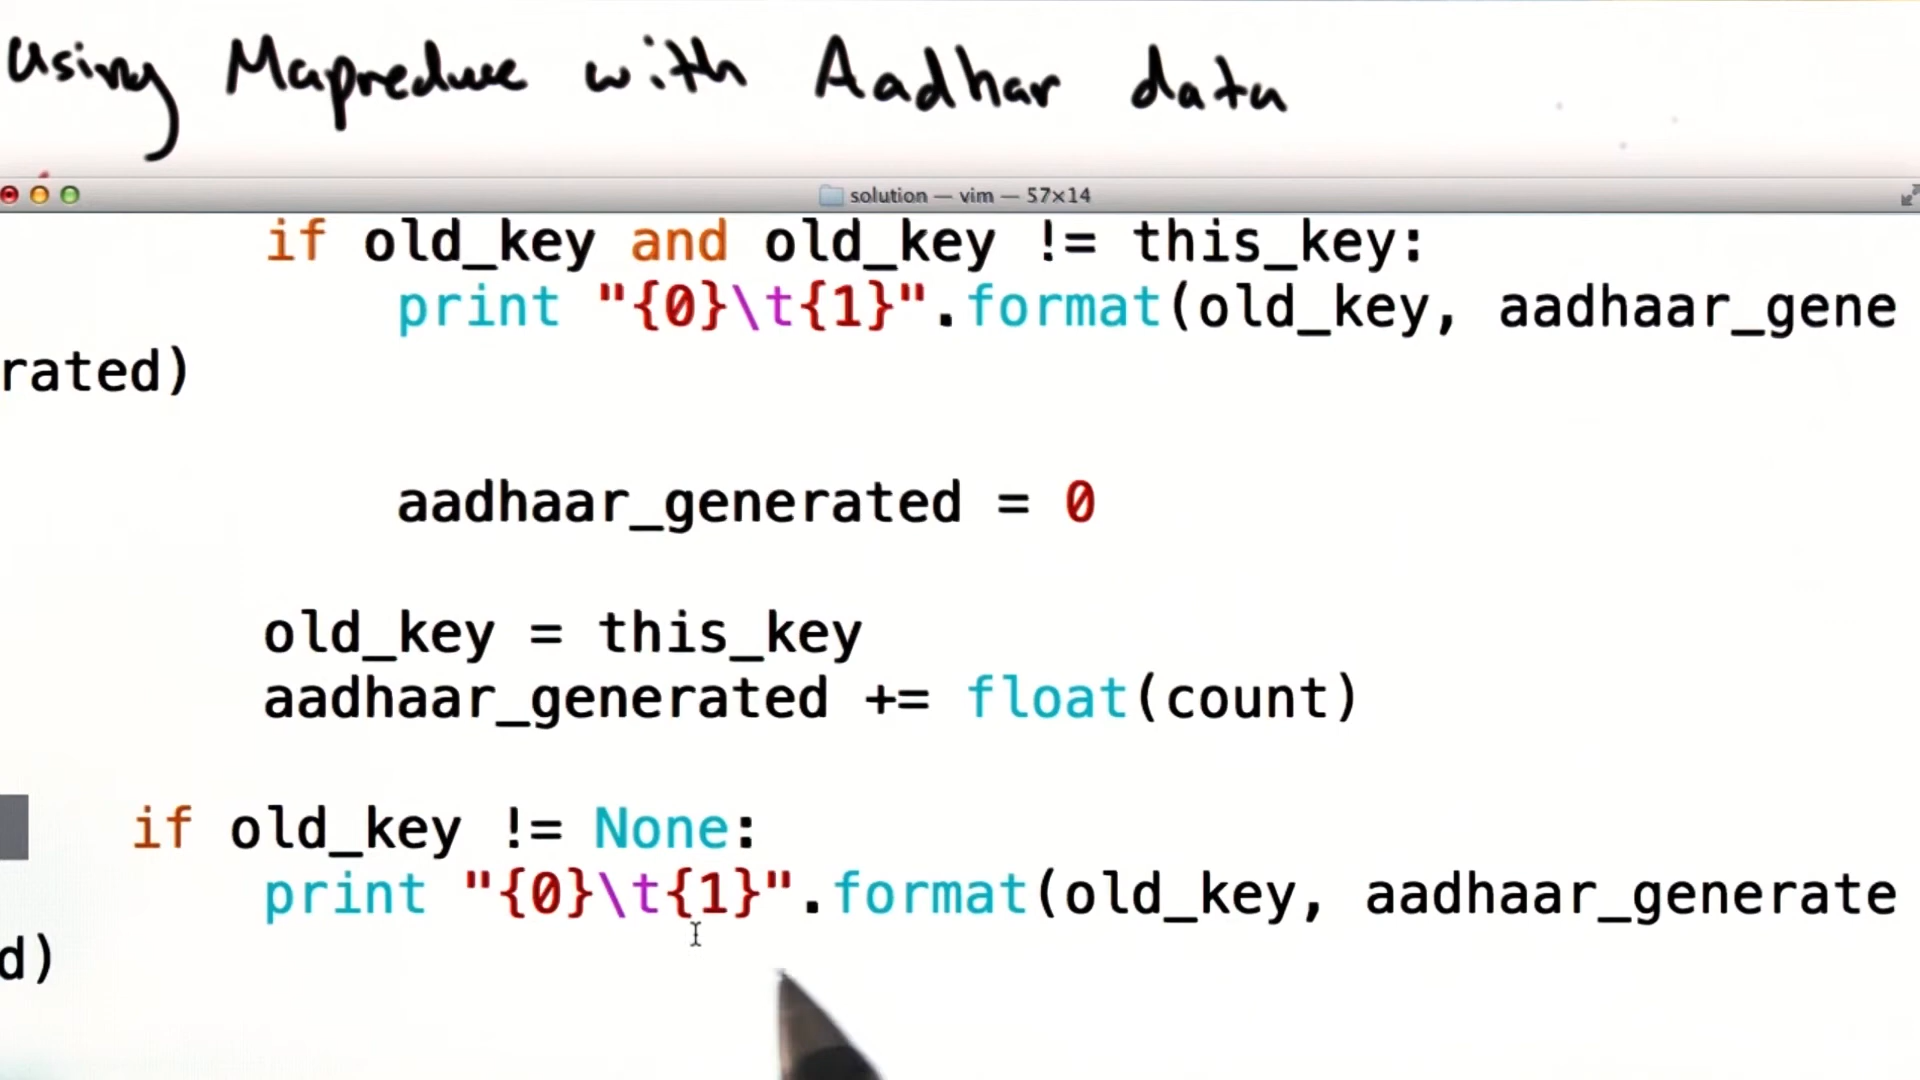 Using Mapreduce with Aadhar data
solution — vim — 57×14
if old_key and old_key != this_key:
print "{0}\t{1}".format(old_key, aadhaar_gene
rated)
aadhaar_generated = 0
old_key = this_key
aadhaar_generated += float(count)
if old_key != None:
print "{0}\t{1}".format(old_key, aadhaar_generate
d)